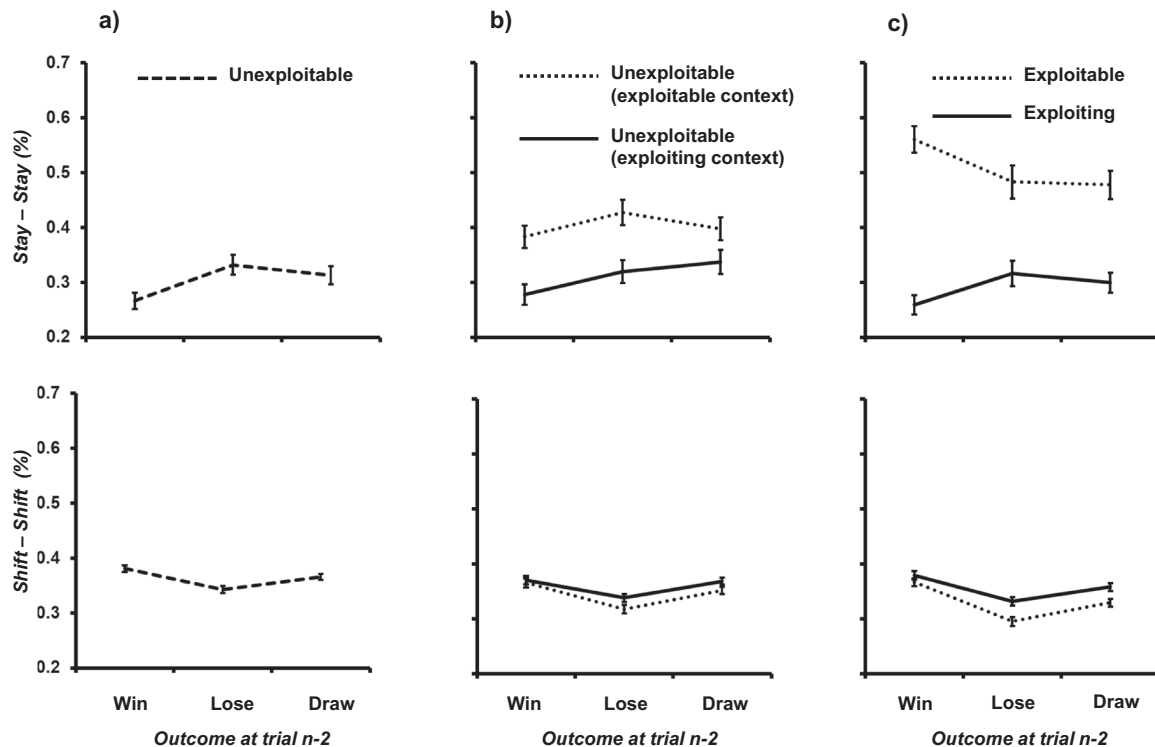 a)
b)
c)
Unexploitable
Unexploitable
(exploitable context)
Unexploitable
(exploiting context)
Exploitable
Exploiting
Stay – Stay (%)
0.7
0.6
0.5
0.4
0.3
0.2
Shift – Shift (%)
0.7
0.6
0.5
0.4
0.3
0.2
Win Lose Draw
Outcome at trial n-2
Win Lose Draw
Outcome at trial n-2
Win Lose Draw
Outcome at trial n-2